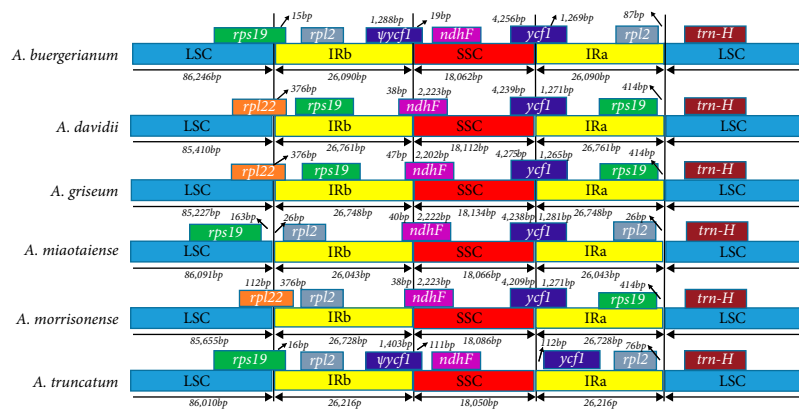 15bp 1,288bp 19bp 4,256bp 1,269bp 87bp
rps19 rpl2 ψycf1 ndhF ycf1 rpl2 trn-H
A. buergerianum LSC IRb SSC IRa LSC
86,246bp 26,090bp 18,062bp 26,090bp
376bp 38bp 2,223bp 4,239bp 1,271bp 414bp
rpl22 rps19 ndhF ycf1 rps19 trn-H
A. davidii LSC IRb SSC IRa LSC
85,410bp 26,761bp 18,112bp 26,761bp
376bp 47bp 2,202bp 4,275bp 1,265bp 414bp
rpl22 rps19 ndhF ycf1 rps19 trn-H
A. griseum LSC IRb SSC IRa LSC
85,227bp 26,748bp 18,134bp 26,748bp
163bp 26bp 40bp 2,222bp 4,238bp 1,281bp 26bp
rps19 rpl2 ndhF ycf1 rpl2 trn-H
A. miaotaiense LSC IRb SSC IRa LSC
86,091bp 26,043bp 18,066bp 26,043bp
112bp 376bp 38bp 2,223bp 4,209bp 1,271bp 414bp
rpl22 rpl2 ndhF ycf1 rps19 trn-H
A. morrisonense LSC IRb SSC IRa LSC
85,655bp 26,728bp 18,086bp 26,728bp
16bp 1,403bp 111bp 112bp 76bp
rps19 rpl2 ψycf1 ndhF ycf1 rpl2 trn-H
A. truncatum LSC IRb SSC IRa LSC
86,010bp 26,216bp 18,050bp 26,216bp